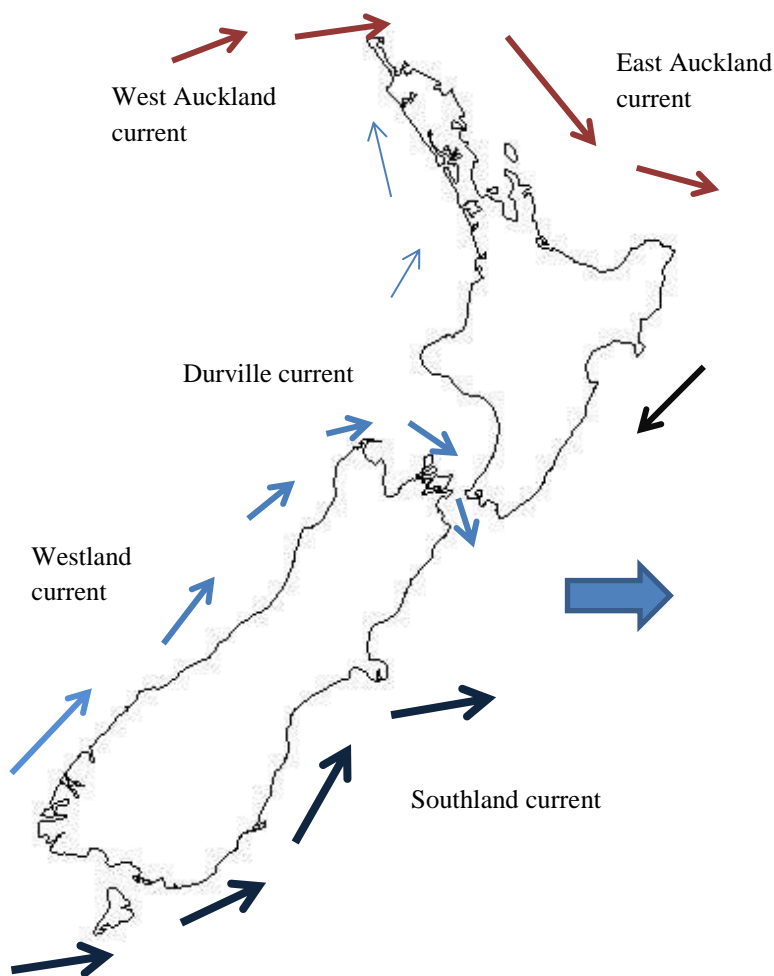 East Auckland
current
West Auckland
current
Durville current
Westland
current
Southland current